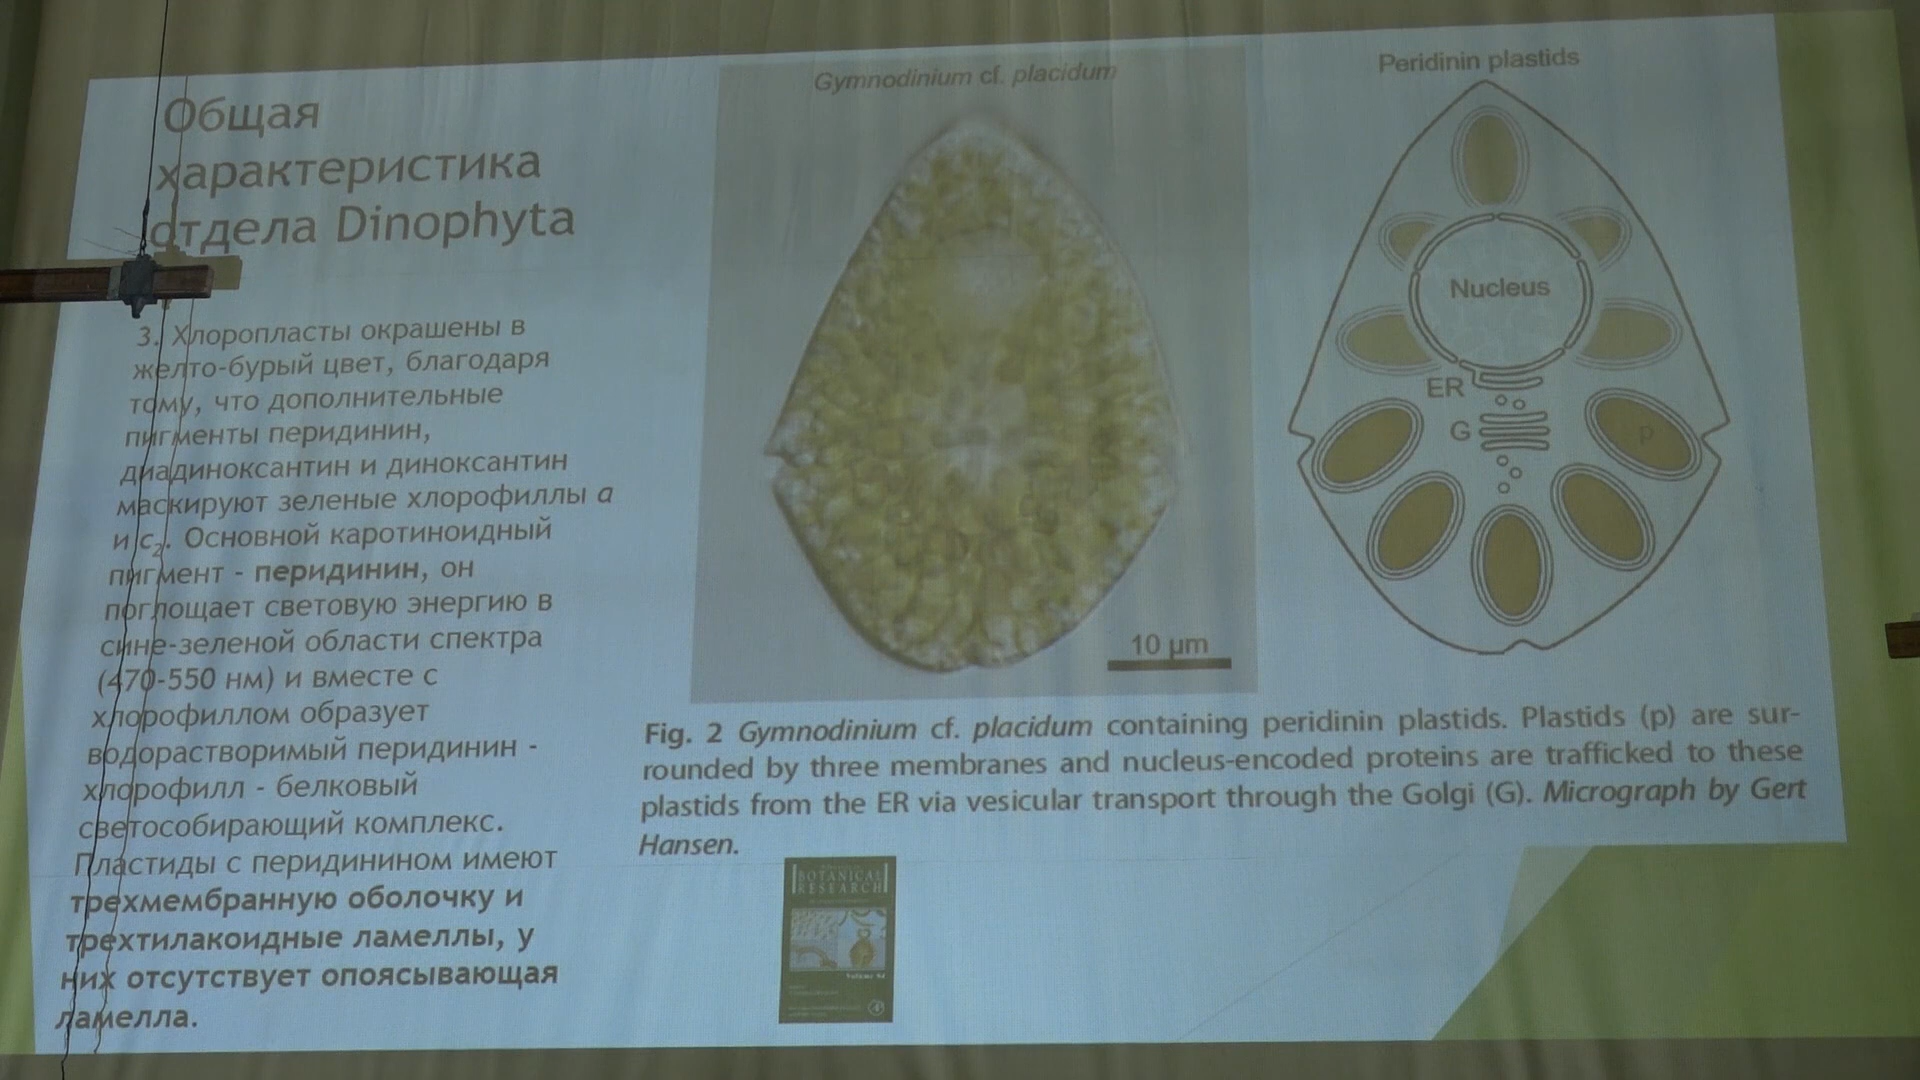 Общая
характеристика
отдела Dinophyta
3. Хлоропласты окрашены в
желто-бурый цвет, благодаря
тому, что дополнительные
пигменты перидинин,
диадиноксантин и диноксантин
маскируют зеленые хлорофиллы a
и c2. Основной каротиноидный
пигмент - перидинин, он
поглощает световую энергию в
сине-зеленой области спектра
(470-550 нм) и вместе с
хлорофиллом образует
водорастворимый перидинин -
хлорофилл - белковый
светособирающий комплекс.
Пластиды с перидинином имеют
трехмембранную оболочку и
трехтилакоидные ламеллы, у
них отсутствует опоясывающая
ламелла.
Gymnodinium cf. placidum
10 µm
Peridinin plastids
Nucleus
ER
G
p
Fig. 2 Gymnodinium cf. placidum containing peridinin plastids. Plastids (p) are sur-
rounded by three membranes and nucleus-encoded proteins are trafficked to these
plastids from the ER via vesicular transport through the Golgi (G). Micrograph by Gert
Hansen.
BOTANICAL
RESEARCH